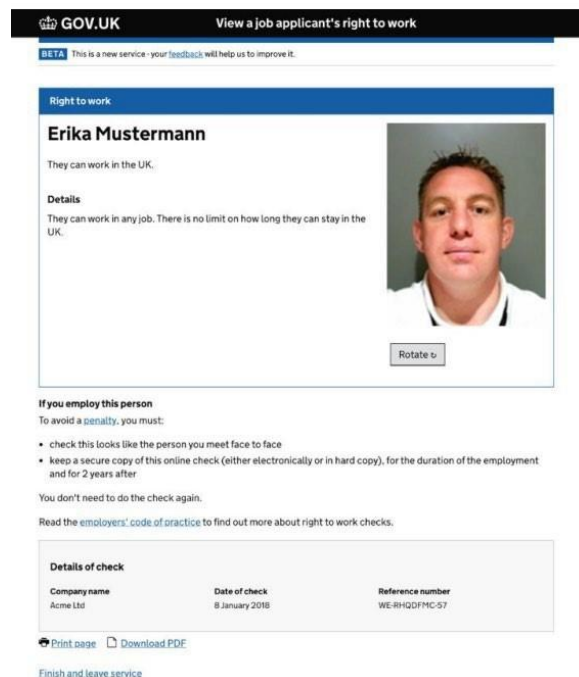 GOV.UK View a job applicant's right to work
BETA This is a new service - your feedback will help us to improve it.
Right to work
Erika Mustermann
They can work in the UK.
Details
They can work in any job. There is no limit on how long they can stay in the
UK.
Rotate ↻
If you employ this person
To avoid a penalty, you must:
• check this looks like the person you meet face to face
• keep a secure copy of this online check (either electronically or in hard copy), for the duration of the employment
and for 2 years after
You don't need to do the check again.
Read the employers' code of practice to find out more about right to work checks.
Details of check
Company name Date of check Reference number
Acme Ltd 8 January 2018 WE-RHQDFMC-57
Print page Download PDF
Finish and leave service